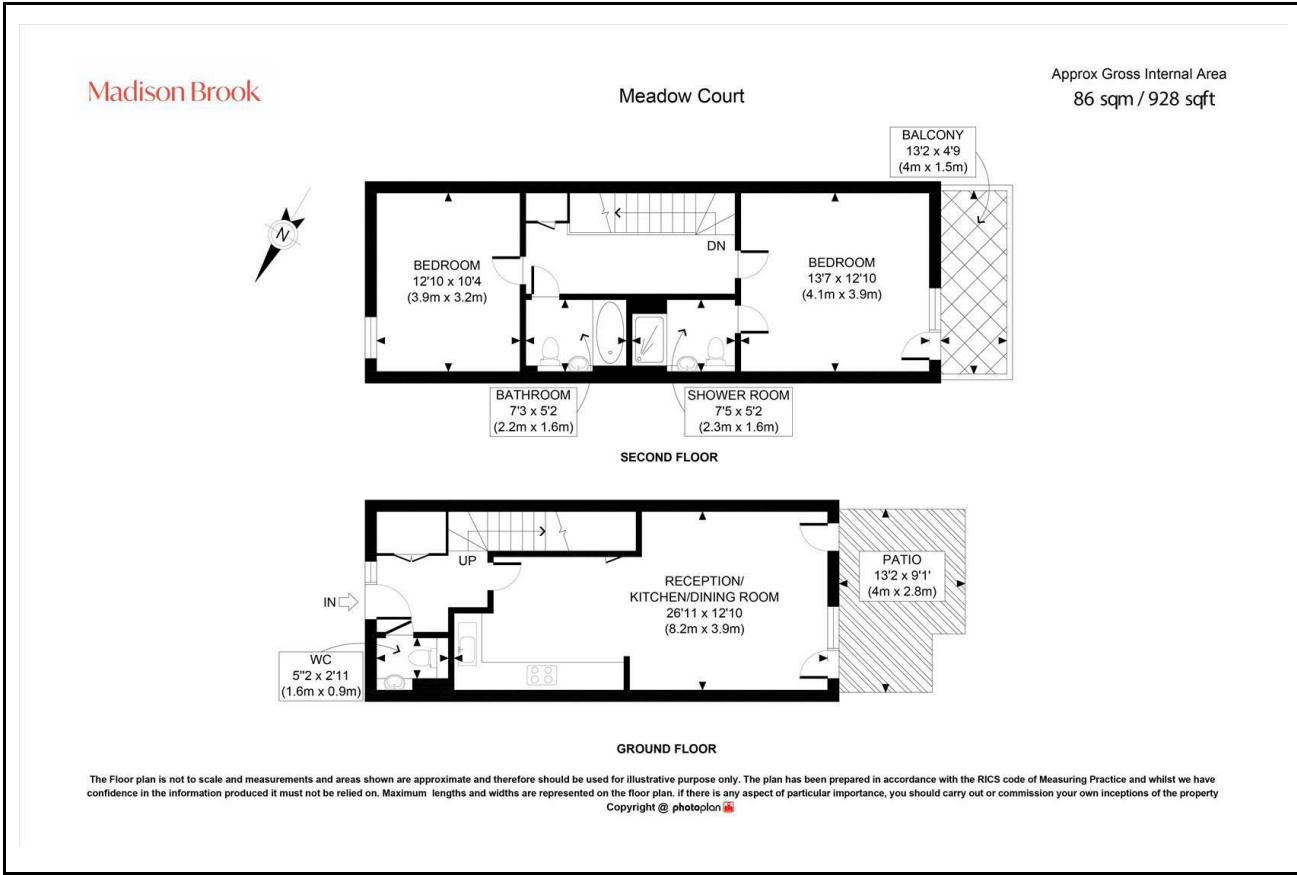 Madison Brook
Meadow Court
Approx Gross Internal Area
86 sqm / 928 sqft
BALCONY
13'2 x 4'9
(4m x 1.5m)
N
BEDROOM
12'10 x 10'4
(3.9m x 3.2m)
DN
BEDROOM
13'7 x 12'10
(4.1m x 3.9m)
BATHROOM
7'3 x 5'2
(2.2m x 1.6m)
SHOWER ROOM
7'5 x 5'2
(2.3m x 1.6m)
SECOND FLOOR
UP
IN
RECEPTION/
KITCHEN/DINING ROOM
26'11 x 12'10
(8.2m x 3.9m)
PATIO
13'2 x 9'1'
(4m x 2.8m)
WC
5"2 x 2'11
(1.6m x 0.9m)
GROUND FLOOR
The Floor plan is not to scale and measurements and areas shown are approximate and therefore should be used for illustrative purpose only. The plan has been prepared in accordance with the RICS code of Measuring Practice and whilst we have
confidence in the information produced it must not be relied on. Maximum lengths and widths are represented on the floor plan. if there is any aspect of particular importance, you should carry out or commission your own inceptions of the property
Copyright @ photoplan